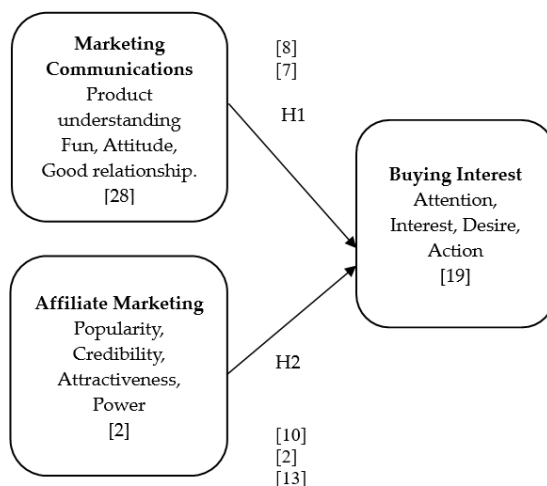 Marketing
Communications
Product
understanding
Fun, Attitude,
Good relationship.
[28]
[8]
[7]
H1
Buying Interest
Attention,
Interest, Desire,
Action
[19]
Affiliate Marketing
Popularity,
Credibility,
Attractiveness,
Power
[2]
H2
[10]
[2]
[13]